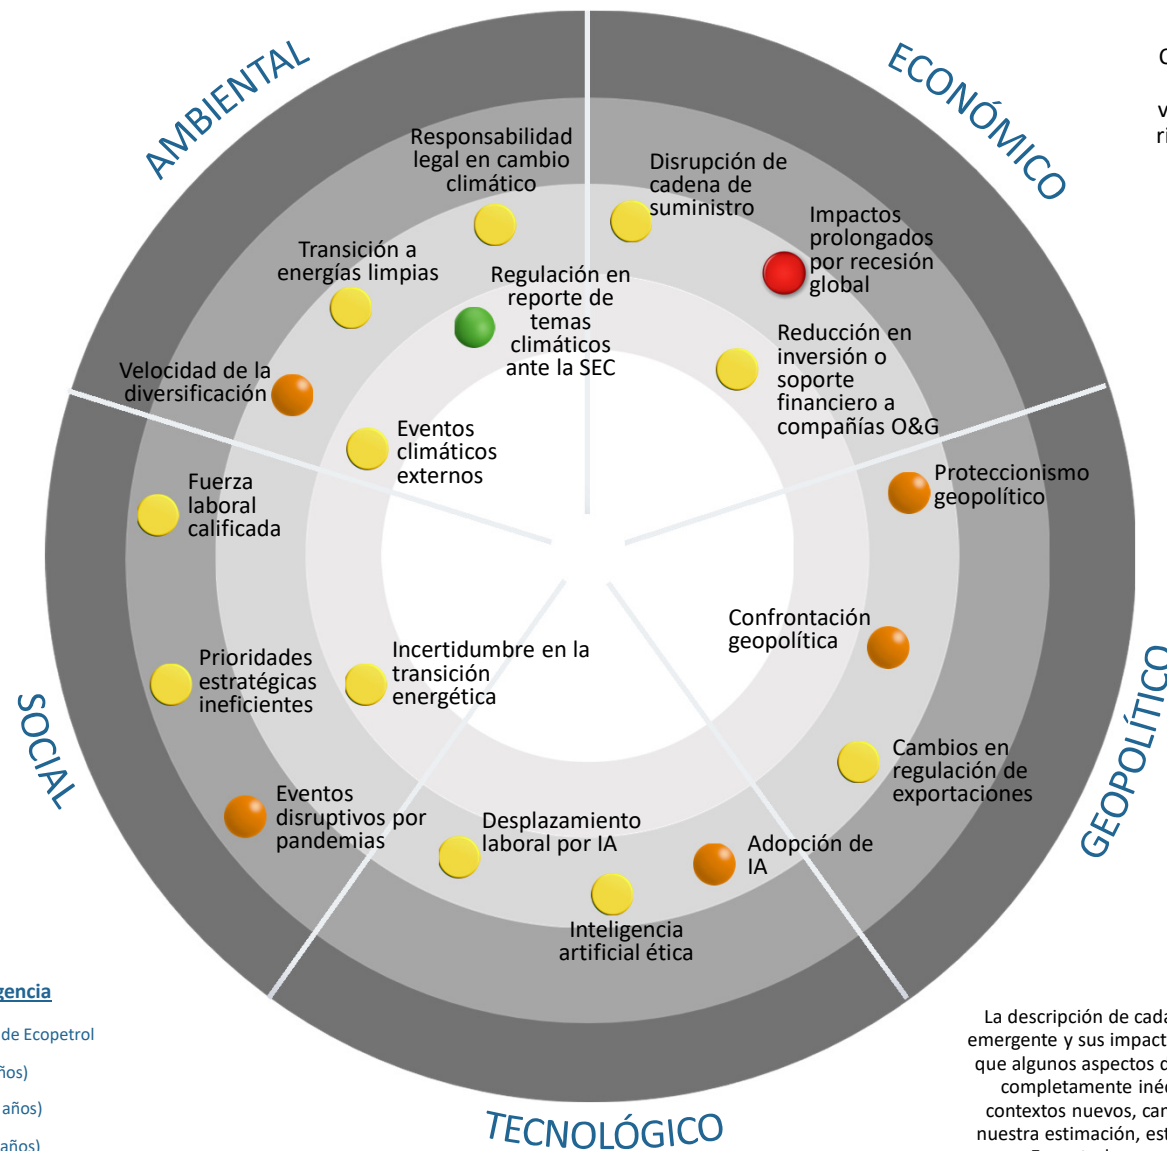 AMBIENTAL
ECONÓMICO
Responsabilidad
legal en cambio
climático
Disrupción de
cadena de
suministro
Impactos
prolongados
por recesión
global
Transición a
energías limpias
Regulación en
reporte de
temas
climáticos
ante la SEC
Reducción en
inversión o
soporte
financiero a
compañías O&G
Velocidad de la
diversificación
Eventos
climáticos
externos
Fuerza
laboral
calificada
Proteccionismo
geopolítico
Confrontación
geopolítica
Prioridades
estratégicas
ineficientes
Incertidumbre en la
transición
energética
SOCIAL
GEOPOLÍTICO
Cambios en
regulación de
exportaciones
Eventos
disruptivos por
pandemias
Desplazamiento
laboral por IA
Adopción de
IA
Inteligencia
artificial ética
TECNOLÓGICO
de Ecopetrol
años)
años)
La descripción de cada
emergente y sus
que algunos aspectos
completamente
contextos nuevos,
nuestra estimación,